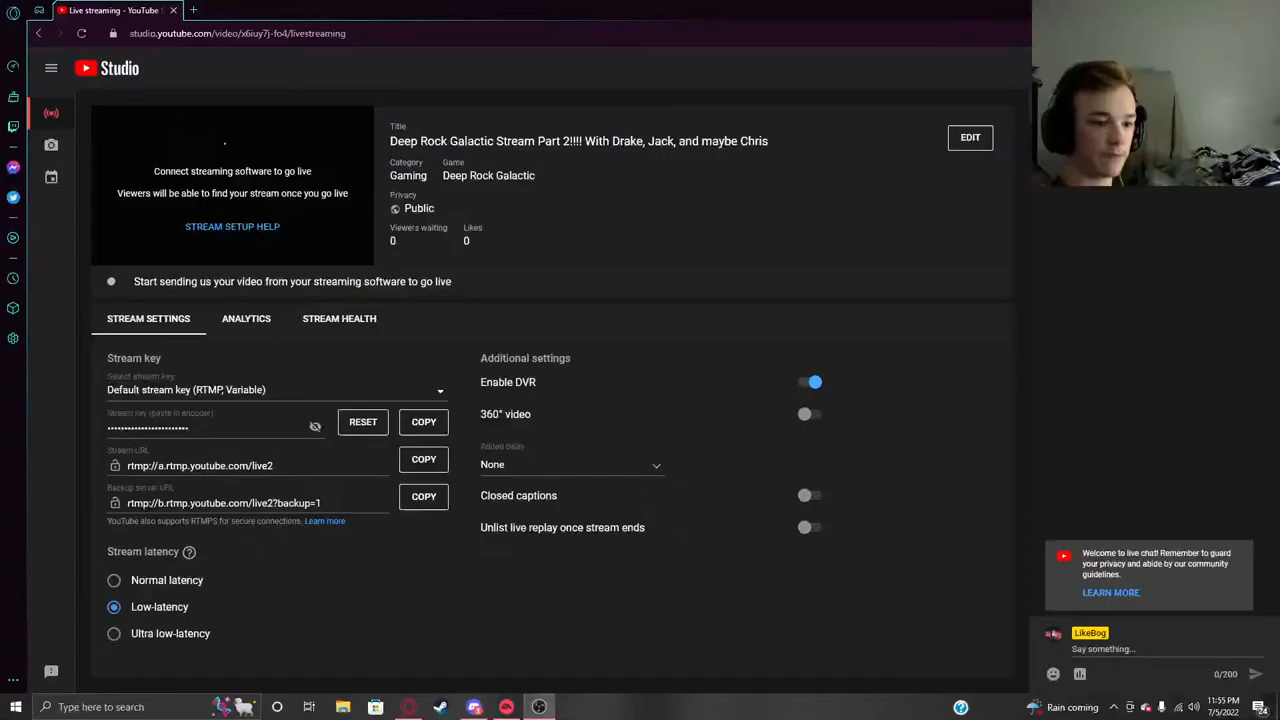 Live streaming - YouTube S
studio.youtube.com/video/x6iuy7j-fo4/livestreaming
Studio
Connect streaming software to go live
Viewers will be able to find your stream once you go live
STREAM SETUP HELP
Title
Deep Rock Galactic Stream Part 2!!!! With Drake, Jack, and maybe Chris
EDIT
Category
Game
Gaming
Deep Rock Galactic
Privacy
Public
Viewers waiting
Likes
0
0
Start sending us your video from your streaming software to go live
STREAM SETTINGS
ANALYTICS
STREAM HEALTH
Stream key
Select stream key
Default stream key (RTMP, Variable)
Stream key (paste in encoder)
••••••••••••••••••••••••
RESET
COPY
Stream URL
rtmp://a.rtmp.youtube.com/live2
COPY
Backup server URL
rtmp://b.rtmp.youtube.com/live2?backup=1
COPY
YouTube also supports RTMPS for secure connections. Learn more
Stream latency
Normal latency
Low-latency
Ultra low-latency
Additional settings
Enable DVR
360° video
Added delay
None
Closed captions
Unlist live replay once stream ends
Welcome to live chat! Remember to guard
your privacy and abide by our community
guidelines.
LEARN MORE
LikeBog
Say something...
0/200
Type here to search
Rain coming
11:55 PM
7/5/2022
24